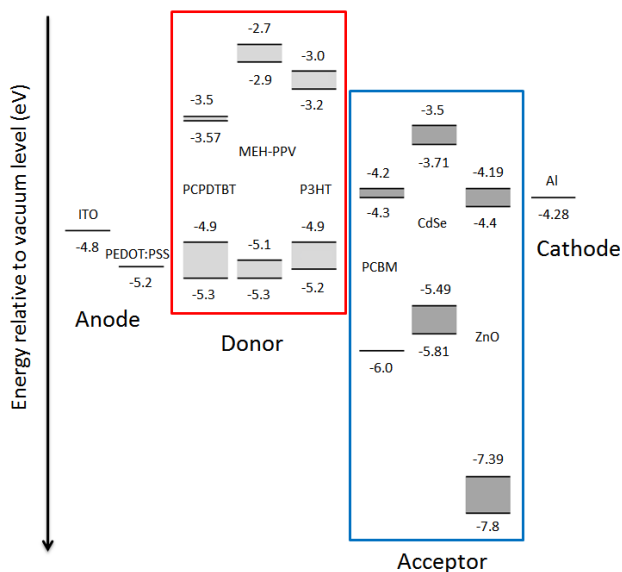 Energy relative to vacuum level (eV)
-2.7
-2.9
-3.0
-3.2
-3.5
-3.57
MEH-PPV
PCPDTBT
P3HT
-4.9
-5.1
-4.9
-5.3
-5.3
-5.2
ITO
-4.8
PEDOT:PSS
-5.2
Anode
Donor
-3.5
-3.71
-4.2
-4.3
-4.19
-4.4
CdSe
PCBM
-5.49
-5.81
ZnO
-6.0
-7.39
-7.8
Al
-4.28
Cathode
Acceptor